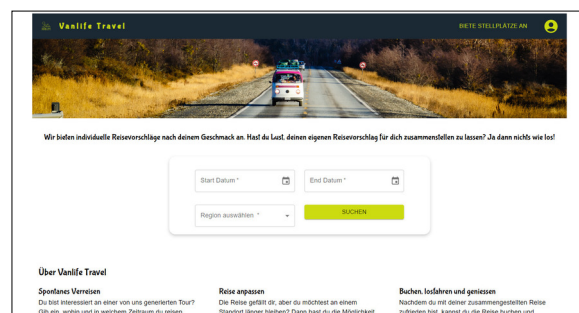 Vanlife Travel
BIETE STELLPLÄTZE AN
Wir bieten individuelle Reisevorschläge nach deinem Geschmack an. Hast du Lust, deinen eigenen Reisevorschlag für dich zusammenstellen zu lassen? Ja dann nichts wie los!
Start Datum *
End Datum *
Region auswählen *
SUCHEN
Über Vanlife Travel
Spontanes Verreisen
Du bist interessiert an einer von uns generierten Tour?
Gib ein, wohin und in welchem Zeitraum du reisen
Reise anpassen
Die Reise gefällt dir, aber du möchtest an einem
Standort länger bleiben? Dann hast du die Möglichkeit
Buchen, losfahren und geniessen
Nachdem du mit deiner zusammengestellten Reise
zufrieden bist, kannst du die Reise buchen und